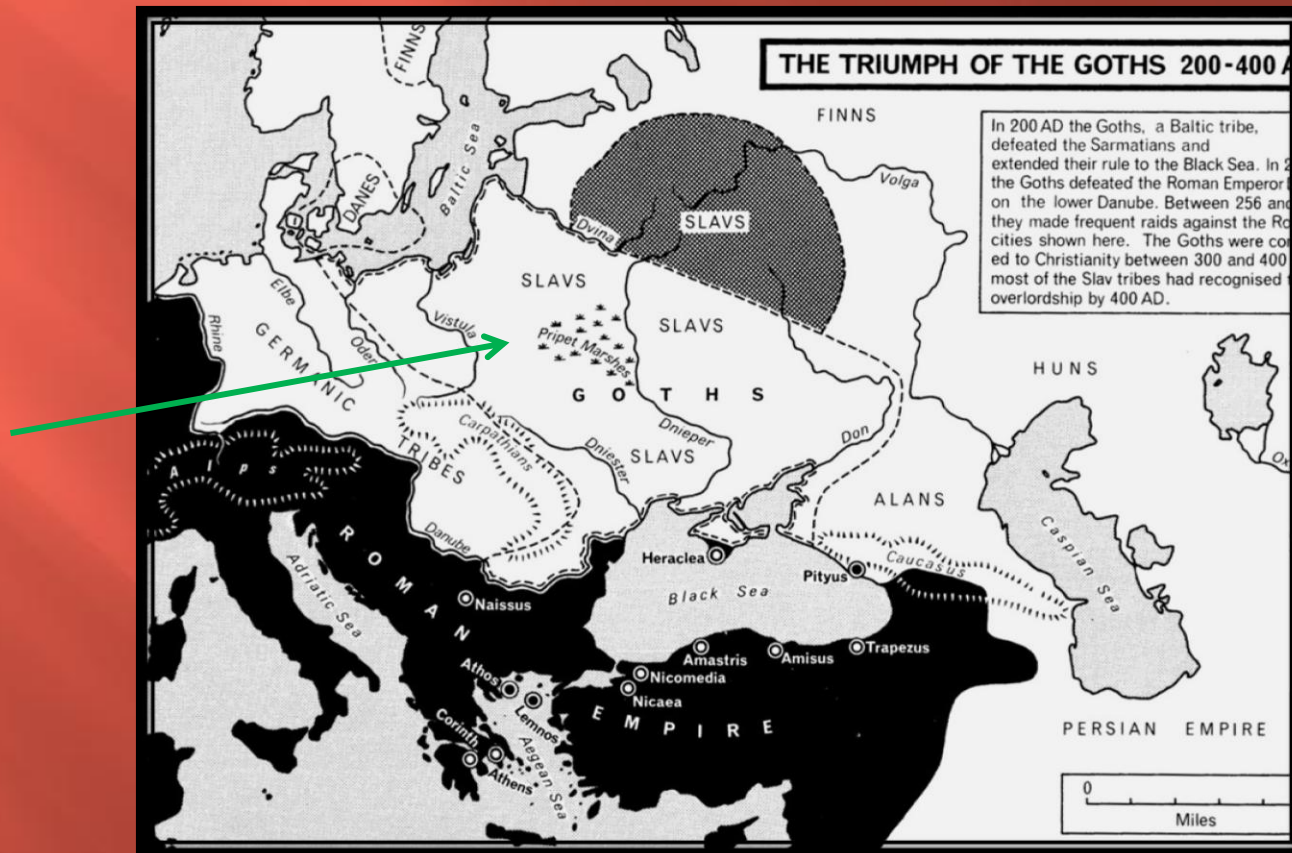 THE TRIUMPH OF THE GOTHS 200-400 A
In 200 AD the Goths, a Baltic tribe,
defeated the Sarmatians and
extended their rule to the Black Sea. In 2
the Goths defeated the Roman Emperor
on the lower Danube. Between 256 and
they made frequent raids against the Ro
cities shown here. The Goths were con
ed to Christianity between 300 and 400
most of the Slav tribes had recognised
overlordship by 400 AD.
FINNS
FINNS
Baltic Sea
DANES
Volga
SLAVS
Dvina
SLAVS
Elbe
Rhine
Vistula
SLAVS
Oder
Pripet Marshes
HUNS
GERMANIC
GOTHS
Carpathians
Dnieper
Don
TRIBES
Dniester
SLAVS
Ox
Alps
ALANS
Danube
Caspian Sea
ROMAN
Adriatic Sea
Heraclea
Caucasus
Pityus
Black Sea
Naissus
Trapezus
Amastris
Amisus
Athos
Nicomedia
Nicaea
Lemnos
EMPIRE
Corinth
PERSIAN EMPIRE
Aegean Sea
Athens
0
Miles